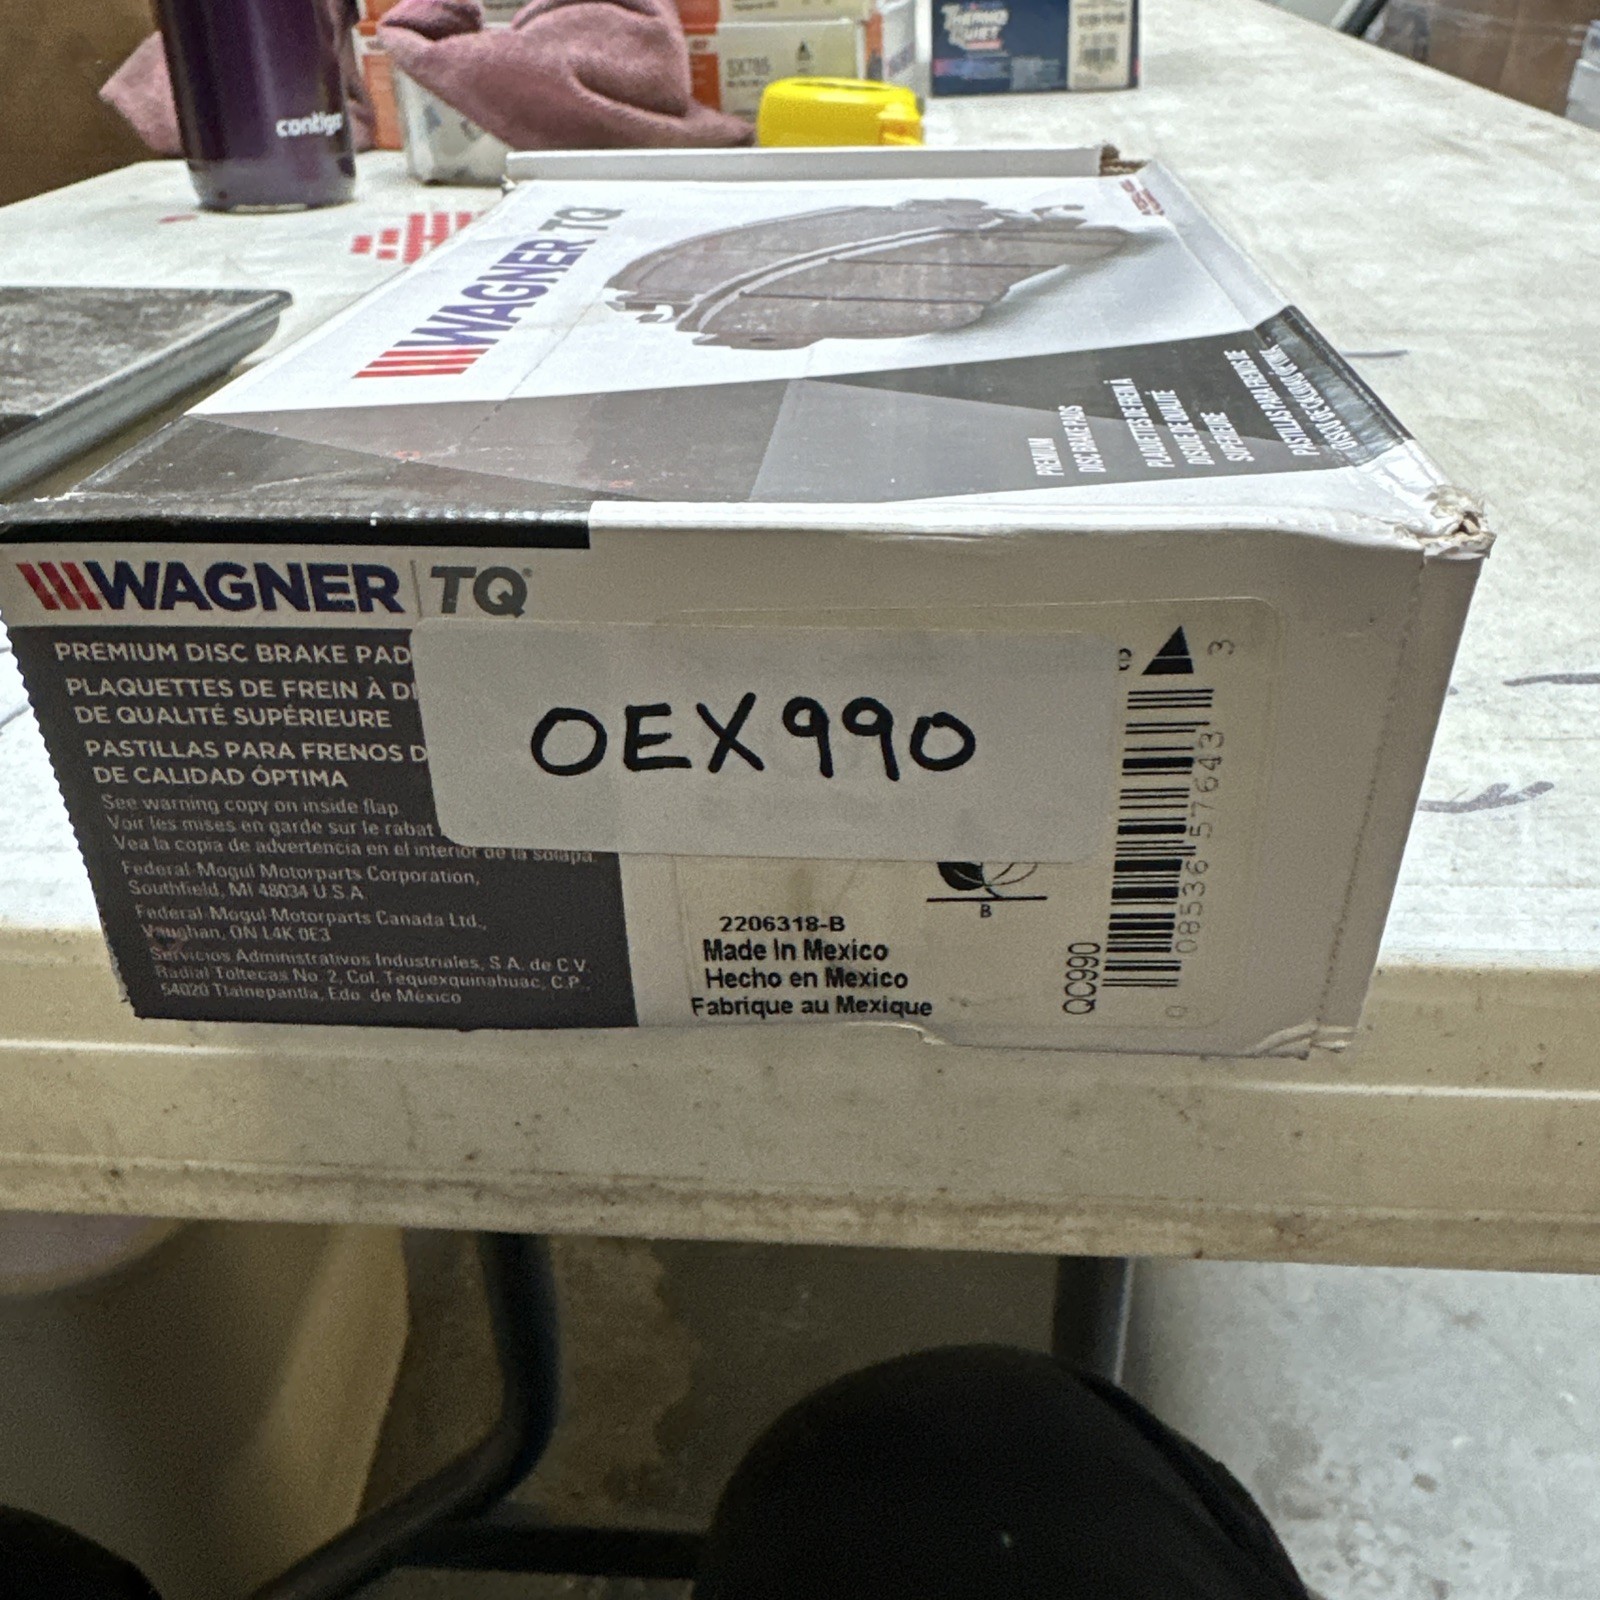 contigo
SX785
THERMO
QUIET
WAGNER TQ
PREMIUM
DISC BRAKE PADS
PLAQUETTES DE FREIN À
DISQUE DE QUALITÉ
SUPÉRIEURE
PASTILLAS PARA FRENOS DE
DISCO DE CALIDAD ÓPTIMA
WAGNER TQ
PREMIUM DISC BRAKE PAD
PLAQUETTES DE FREIN À DI
DE QUALITÉ SUPÉRIEURE
PASTILLAS PARA FRENOS D
DE CALIDAD ÓPTIMA
See warning copy on inside flap
Voir les mises en garde sur le rabat
Vea la copia de advertencia en el interior de la solapa.
Federal-Mogul Motorparts Corporation,
Southfield, MI 48034 U.S.A.
Federal-Mogul Motorparts Canada Ltd.,
Vaughan, ON L4K 0E3
Servicios Administrativos Industriales, S.A. de C.V.
Radial Toltecas No. 2, Col. Tequexquinahuac, C.P.
54020 Tlalnepantla, Edo. de México
OEX990
B
2206318-B
Made In Mexico
Hecho en Mexico
Fabrique au Mexique
QC990
0 08536 57643 3